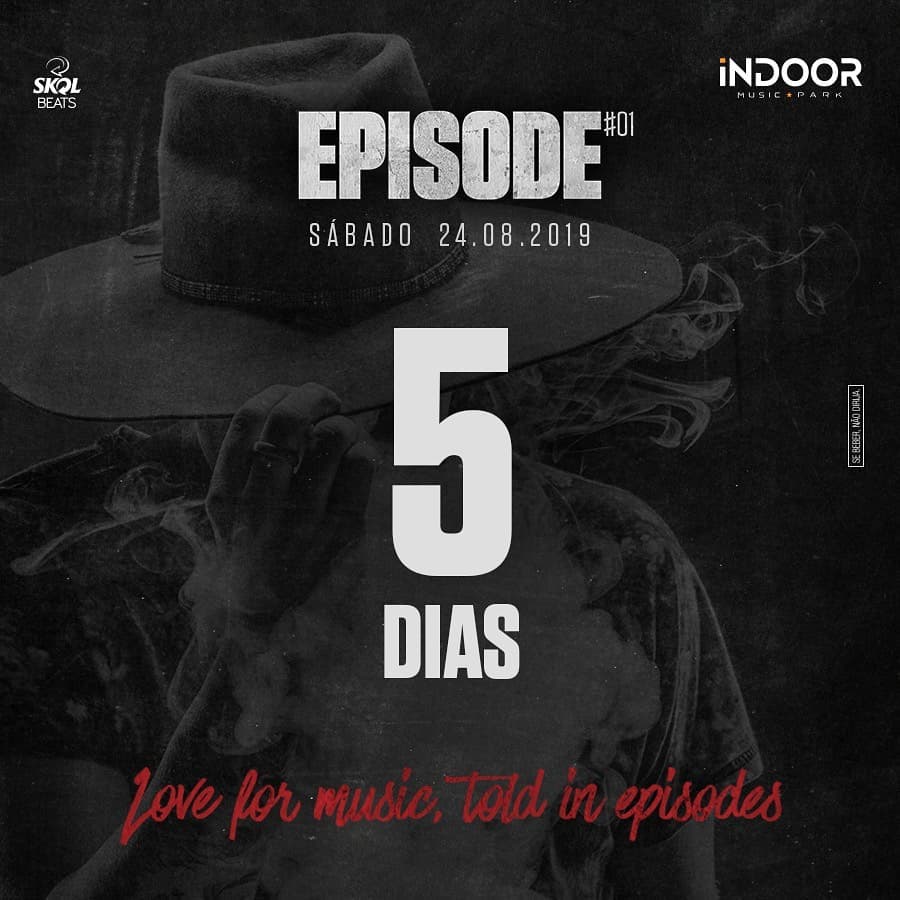 SKOL
BEATS
iNDOOR
MUSIC★PARK
EPISODE #01
SÁBADO 24.08.2019
5
DIAS
SE BEBER, NÃO DIRIJA.
Love for music, told in episodes